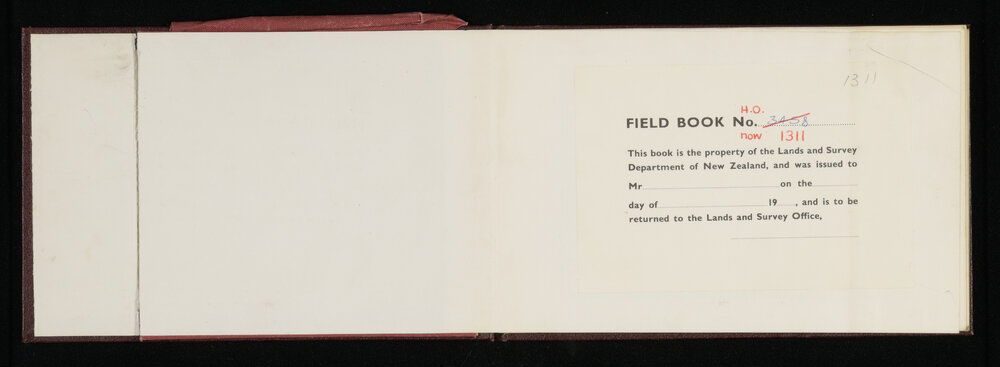 1311
H.O.
FIELD BOOK No. 3458
now 1311
This book is the property of the Lands and Survey
Department of New Zealand, and was issued to
Mr on the
day of 19 , and is to be
returned to the Lands and Survey Office,